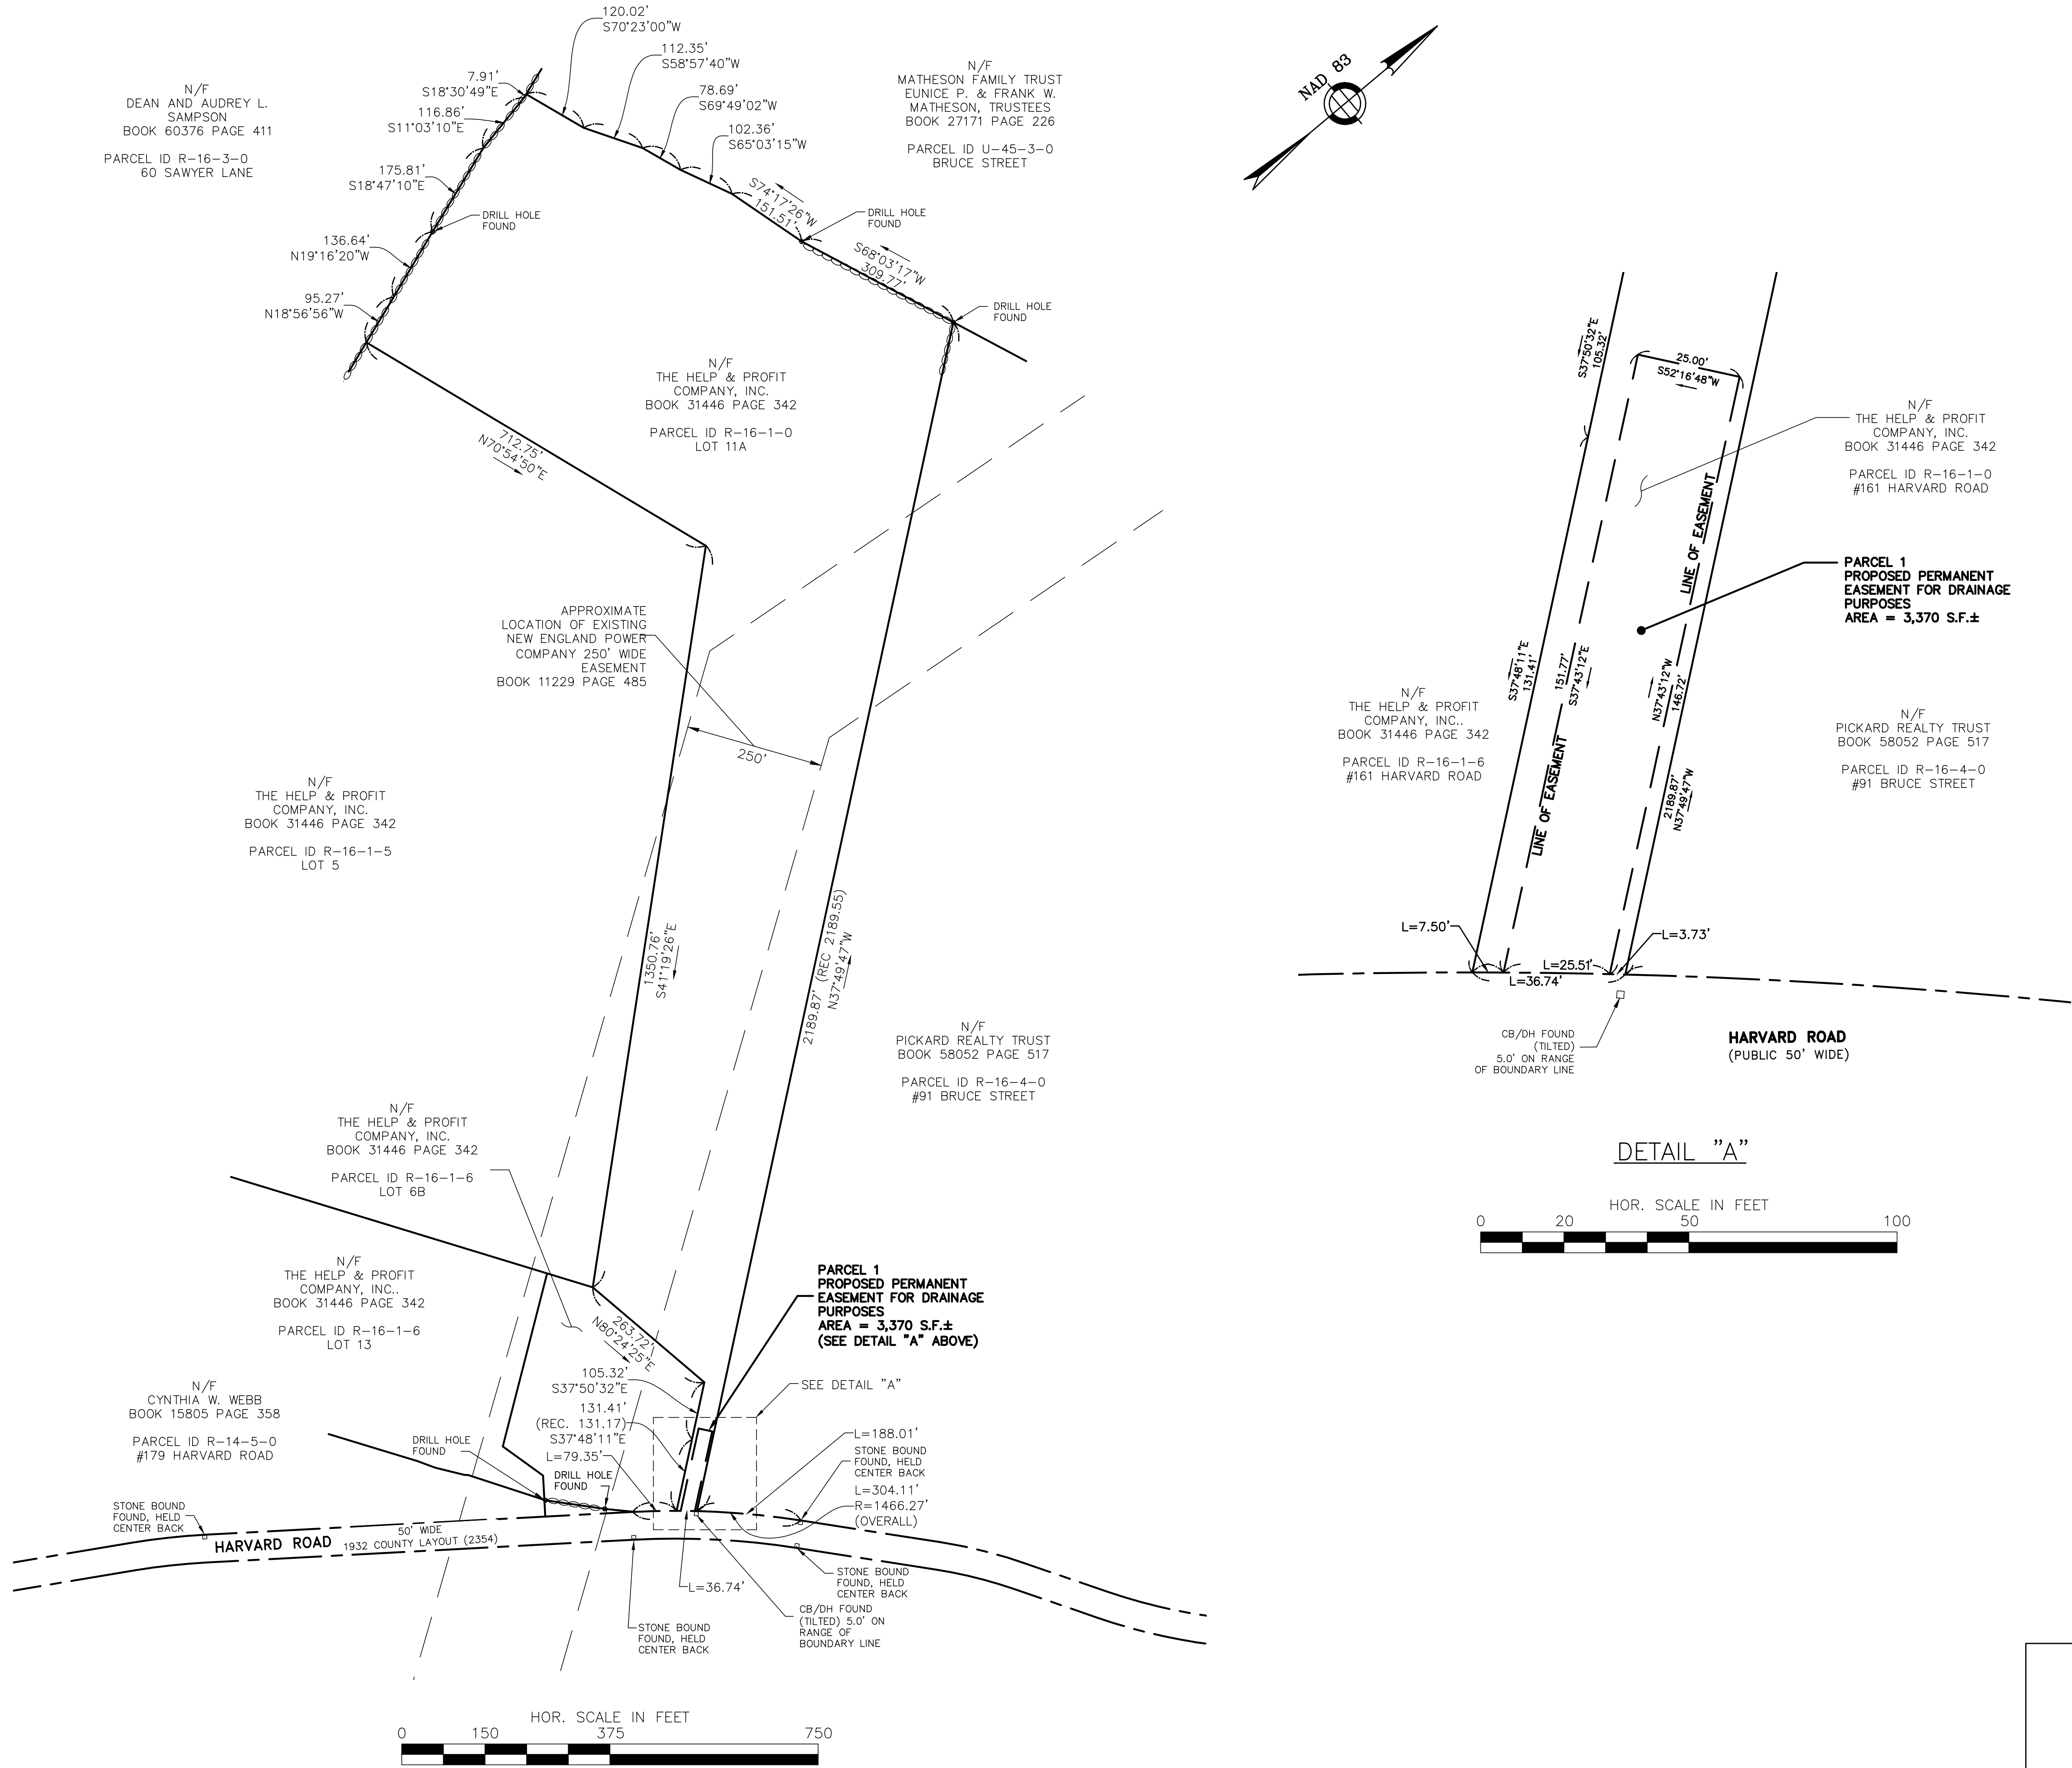 120.02'
S70°23'00"W
112.35'
S58°57'40"W
7.91'
S18°30'49"E
116.86'
S11°03'10"E
78.69'
S69°49'02"W
102.36'
S65°03'15"W
175.81'
S18°47'10"E
S74°17'26"W
151.51'
DRILL HOLE
FOUND
DRILL HOLE
FOUND
136.64'
N19°16'20"W
S68°03'17"W
309.77'
95.27'
N18°56'56"W
DRILL HOLE
FOUND
N/F
DEAN AND AUDREY L.
SAMPSON
BOOK 60376 PAGE 411
PARCEL ID R-16-3-0
60 SAWYER LANE
N/F
MATHESON FAMILY TRUST
EUNICE P. & FRANK W.
MATHESON, TRUSTEES
BOOK 27171 PAGE 226
PARCEL ID U-45-3-0
BRUCE STREET
N/F
THE HELP & PROFIT
COMPANY, INC.
BOOK 31446 PAGE 342
PARCEL ID R-16-1-0
LOT 11A
712.75'
N70°54'50"E
APPROXIMATE
LOCATION OF EXISTING
NEW ENGLAND POWER
COMPANY 250' WIDE
EASEMENT
BOOK 11229 PAGE 485
250'
N/F
THE HELP & PROFIT
COMPANY, INC.
BOOK 31446 PAGE 342
PARCEL ID R-16-1-5
LOT 5
1350.76'
S41°19'26"E
2189.87' (REC 2189.55)
N37°49'47"W
N/F
PICKARD REALTY TRUST
BOOK 58052 PAGE 517
PARCEL ID R-16-4-0
#91 BRUCE STREET
N/F
THE HELP & PROFIT
COMPANY, INC.
BOOK 31446 PAGE 342
PARCEL ID R-16-1-6
LOT 6B
N/F
THE HELP & PROFIT
COMPANY, INC..
BOOK 31446 PAGE 342
PARCEL ID R-16-1-6
LOT 13
263.72'
N80°24'25"E
PARCEL 1
PROPOSED PERMANENT
EASEMENT FOR DRAINAGE
PURPOSES
AREA = 3,370 S.F.±
(SEE DETAIL "A" ABOVE)
105.32'
S37°50'32"E
131.41'
(REC. 131.17)
S37°48'11"E
L=79.35'
SEE DETAIL "A"
N/F
CYNTHIA W. WEBB
BOOK 15805 PAGE 358
PARCEL ID R-14-5-0
#179 HARVARD ROAD
DRILL HOLE
FOUND
DRILL HOLE
FOUND
L=188.01'
STONE BOUND
FOUND, HELD
CENTER BACK
L=304.11'
R=1466.27'
(OVERALL)
STONE BOUND
FOUND, HELD
CENTER BACK
HARVARD ROAD
50' WIDE
1932 COUNTY LAYOUT (2354)
L=36.74'
STONE BOUND
FOUND, HELD
CENTER BACK
CB/DH FOUND
(TILTED) 5.0' ON
RANGE OF
BOUNDARY LINE
STONE BOUND
FOUND, HELD
CENTER BACK
HOR. SCALE IN FEET
0 150 375 750
NAD 83
S37°50'32"E
105.32'
25.00'
S52°16'48"W
N/F
THE HELP & PROFIT
COMPANY, INC.
BOOK 31446 PAGE 342
PARCEL ID R-16-1-0
#161 HARVARD ROAD
LINE OF EASEMENT
PARCEL 1
PROPOSED PERMANENT
EASEMENT FOR DRAINAGE
PURPOSES
AREA = 3,370 S.F.±
S37°48'11"E
131.41'
151.77'
S37°43'12"E
N37°43'12"W
146.72'
N/F
THE HELP & PROFIT
COMPANY, INC..
BOOK 31446 PAGE 342
PARCEL ID R-16-1-6
#161 HARVARD ROAD
N/F
PICKARD REALTY TRUST
BOOK 58052 PAGE 517
PARCEL ID R-16-4-0
#91 BRUCE STREET
LINE OF EASEMENT
2189.87'
N37°49'47"W
L=7.50'
L=3.73'
L=25.51'
L=36.74'
CB/DH FOUND
(TILTED)
5.0' ON RANGE
OF BOUNDARY LINE
HARVARD ROAD
(PUBLIC 50' WIDE)
DETAIL "A"
HOR. SCALE IN FEET
0 20 50 100